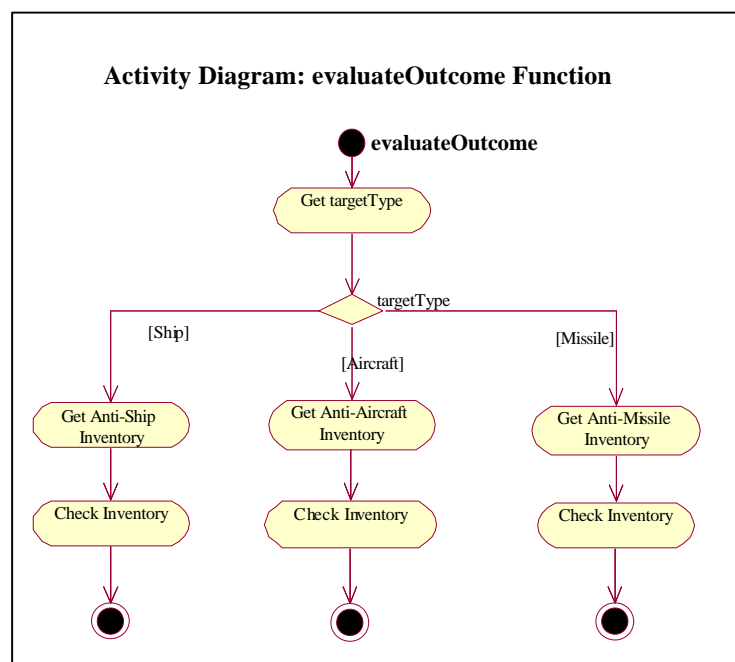 Activity Diagram: evaluateOutcome Function
evaluateOutcome
Get targetType
targetType
[Ship]
[Aircraft]
[Missile]
Get Anti-Ship
Inventory
Get Anti-Aircraft
Inventory
Get Anti-Missile
Inventory
Check Inventory
Check Inventory
Check Inventory